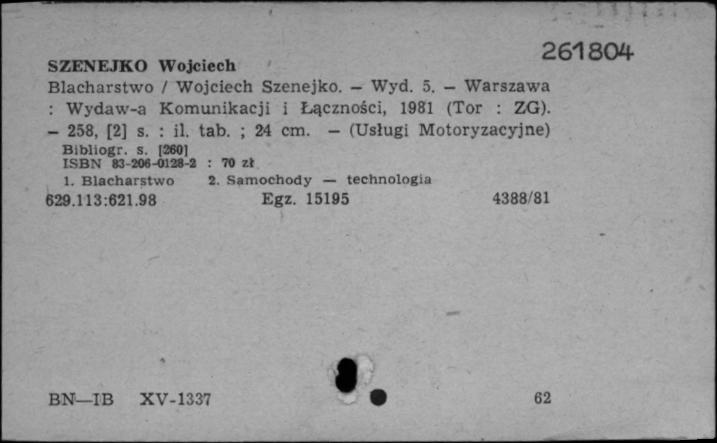 261804
SZENEJKO Wojciech
Blacharstwo / Wojciech Szenejko. — Wyd. 5. — Warszawa
: Wydaw-a Komunikacji i Łączności, 1981 (Tor : ZG).
— 258, [2] s. : il. tab. ; 24 cm. — (Usługi Motoryzacyjne)
Bibliogr. s. [260]
ISBN 83-206-0128-2 : 70 zł
1. Blacharstwo 2. Samochody — technologia
629.113:621.98 Egz. 15195 4388/81
BN—IB XV-1337 62